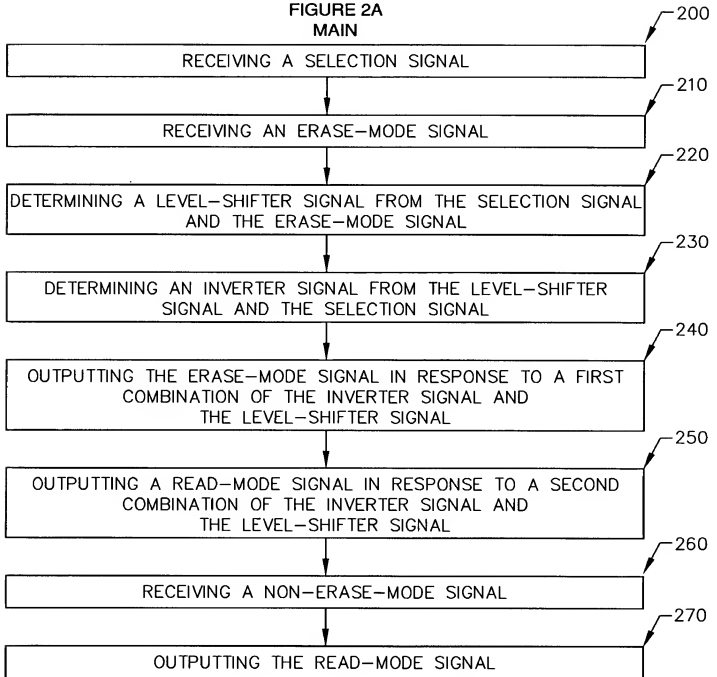 FIGURE 2A
MAIN
200
RECEIVING A SELECTION SIGNAL
210
RECEIVING AN ERASE-MODE SIGNAL
220
DETERMINING A LEVEL-SHIFTER SIGNAL FROM THE SELECTION SIGNAL
AND THE ERASE-MODE SIGNAL
230
DETERMINING AN INVERTER SIGNAL FROM THE LEVEL-SHIFTER
SIGNAL AND THE SELECTION SIGNAL
240
OUTPUTTING THE ERASE-MODE SIGNAL IN RESPONSE TO A FIRST
COMBINATION OF THE INVERTER SIGNAL AND
THE LEVEL-SHIFTER SIGNAL
250
OUTPUTTING A READ-MODE SIGNAL IN RESPONSE TO A SECOND
COMBINATION OF THE INVERTER SIGNAL AND
THE LEVEL-SHIFTER SIGNAL
260
RECEIVING A NON-ERASE-MODE SIGNAL
270
OUTPUTTING THE READ-MODE SIGNAL